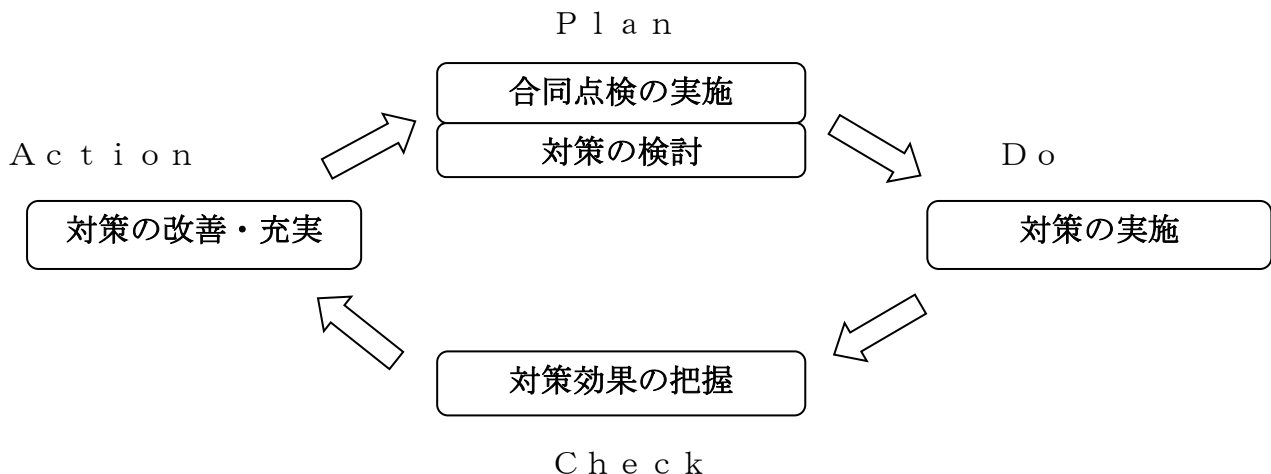 Ｐｌａｎ
合同点検の実施
対策の検討
Ａｃｔｉｏｎ
Ｄｏ
対策の改善・充実
対策の実施
対策効果の把握
Ｃｈｅｃｋ